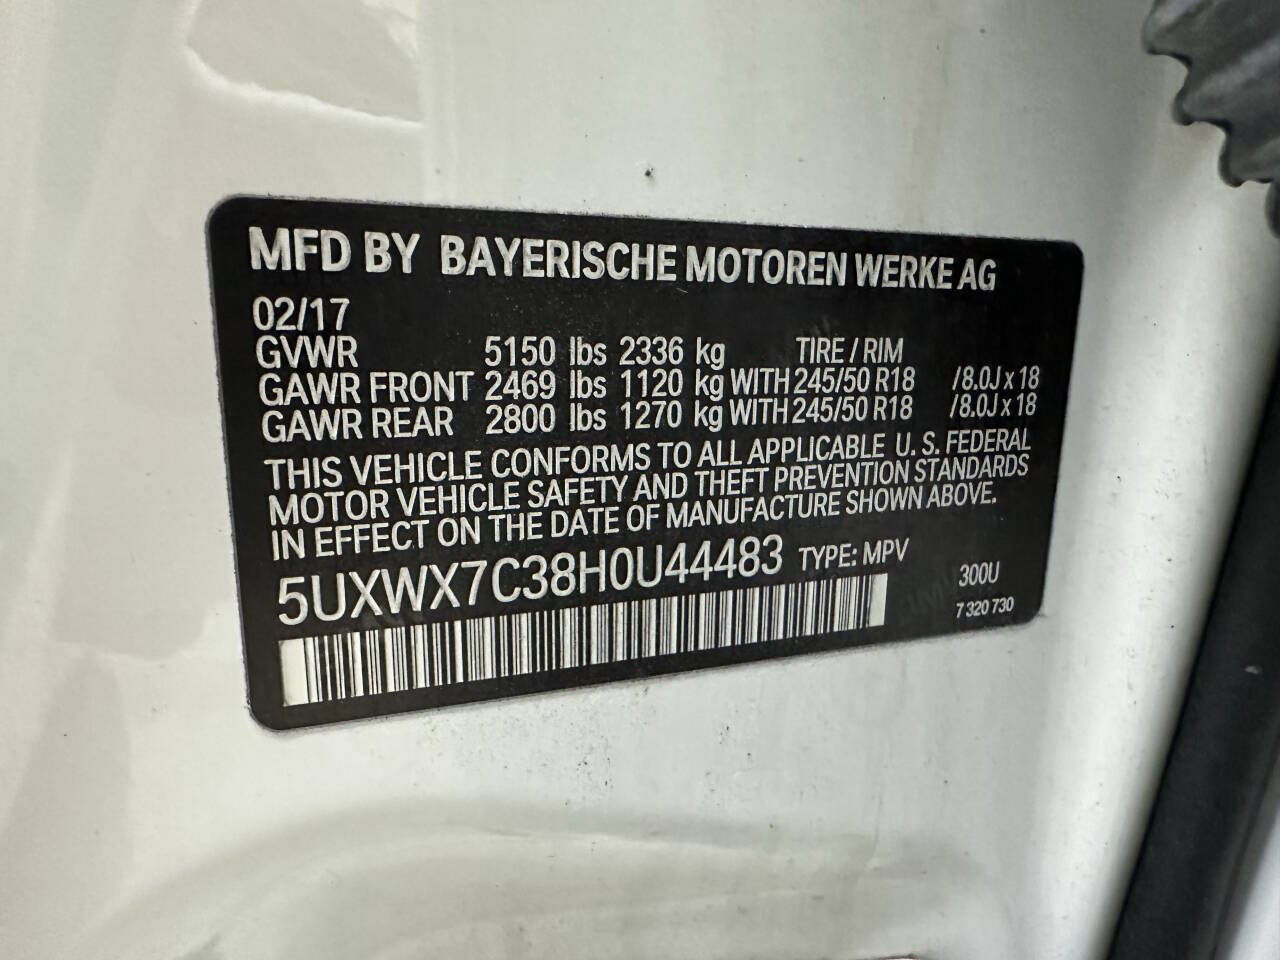 MFD BY BAYERISCHE MOTOREN WERKE AG
02/17
GVWR 5150 lbs 2336 kg TIRE / RIM
GAWR FRONT 2469 lbs 1120 kg WITH 245/50 R18 /8.0J x 18
GAWR REAR 2800 lbs 1270 kg WITH 245/50 R18 /8.0J x 18
THIS VEHICLE CONFORMS TO ALL APPLICABLE U. S. FEDERAL
MOTOR VEHICLE SAFETY AND THEFT PREVENTION STANDARDS
IN EFFECT ON THE DATE OF MANUFACTURE SHOWN ABOVE.
5UXWX7C38H0U44483 TYPE: MPV
300U
7 320 730